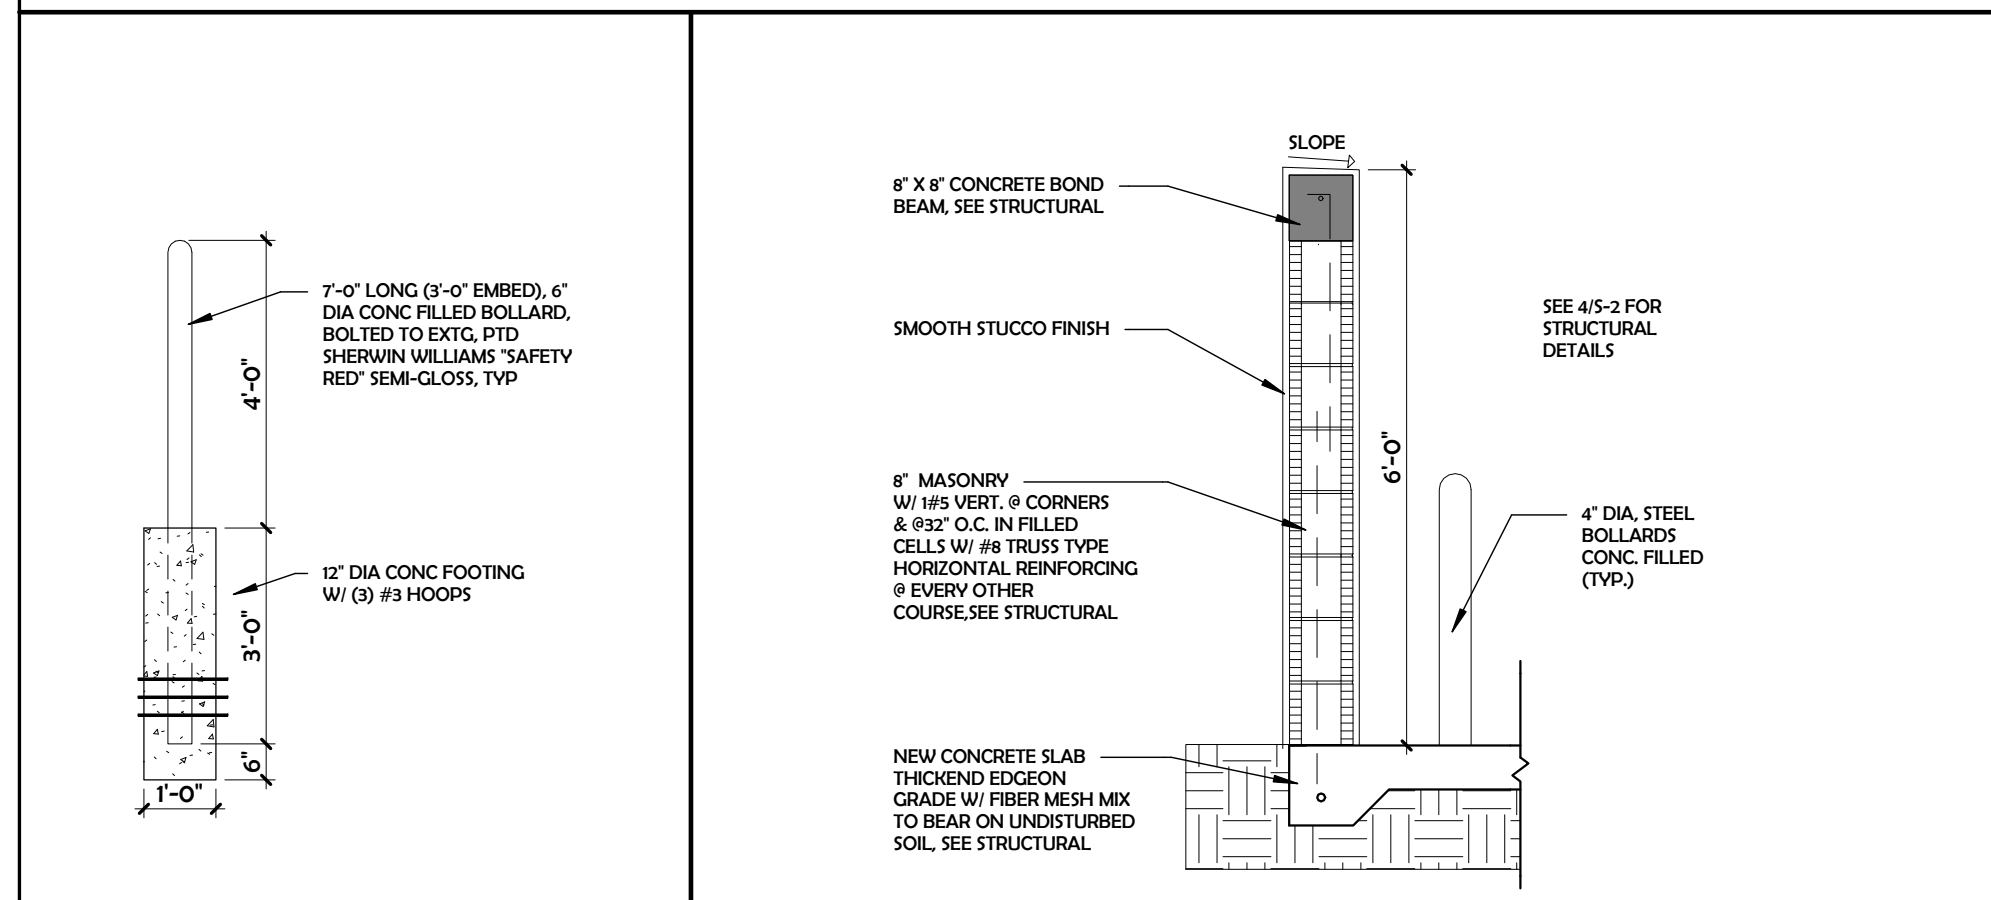 7'-0" LONG (3'-0" EMBED), 6"
DIA CONC FILLED BOLLARD,
BOLTED TO EXTG, PTD
SHERWIN WILLIAMS "SAFETY
RED" SEMI-GLOSS, TYP
4'-0"
12" DIA CONC FOOTING
W/ (3) #3 HOOPS
3'-0"
6"
1'-0"
SLOPE
8" X 8" CONCRETE BOND
BEAM, SEE STRUCTURAL
SMOOTH STUCCO FINISH
8" MASONRY
W/ 1#5 VERT. @ CORNERS
& @32" O.C. IN FILLED
CELLS W/ #8 TRUSS TYPE
HORIZONTAL REINFORCING
@ EVERY OTHER
COURSE,SEE STRUCTURAL
NEW CONCRETE SLAB
THICKEND EDGEON
GRADE W/ FIBER MESH MIX
TO BEAR ON UNDISTURBED
SOIL, SEE STRUCTURAL
6'-0"
SEE 4/S-2 FOR
STRUCTURAL
DETAILS
4" DIA, STEEL
BOLLARDS
CONC. FILLED
(TYP.)